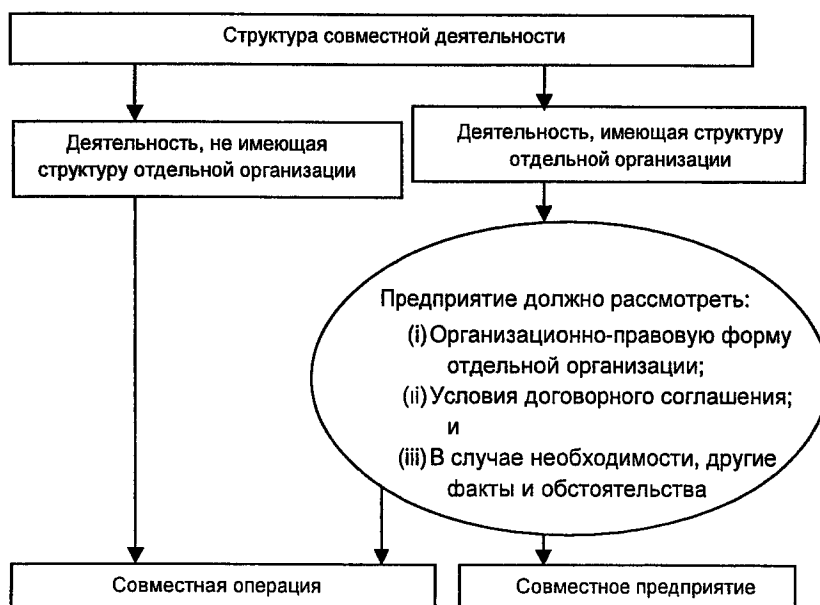 Структура совместной деятельности
Деятельность, не имеющая
структуру отдельной организации
Деятельность, имеющая структуру
отдельной организации
Предприятие должно рассмотреть:
(i) Организационно-правовую форму
отдельной организации;
(ii) Условия договорного соглашения;
и
(iii) В случае необходимости, другие
факты и обстоятельства
Совместная операция
Совместное предприятие